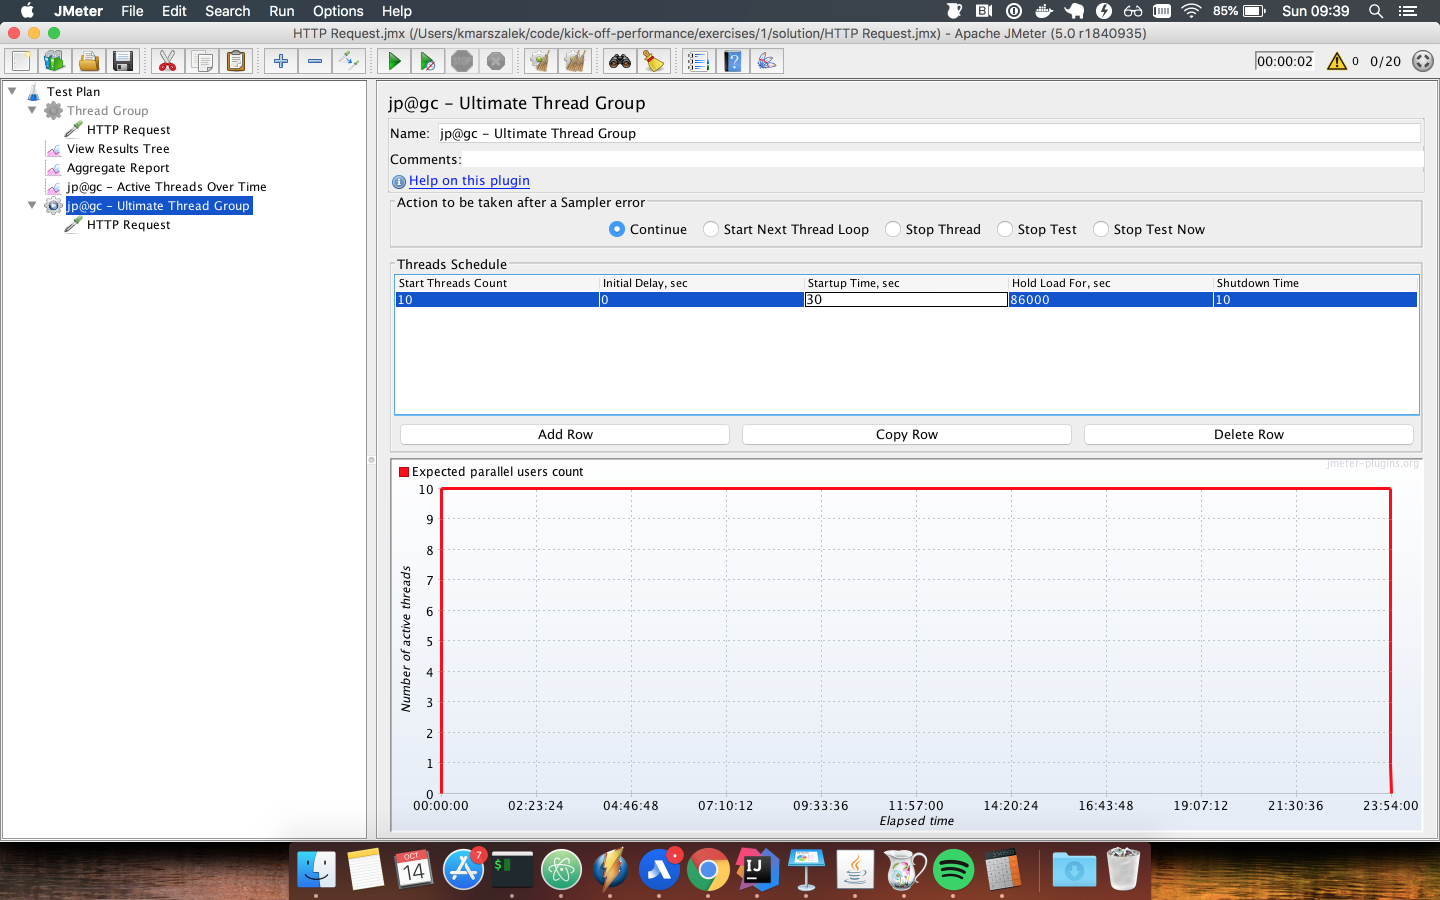 JMeter File Edit Search Run Options Help 85% Sun 09:39
HTTP Request.jmx (/Users/kmarszalek/code/kick-off-performance/exercises/1/solution/HTTP Request.jmx) - Apache JMeter (5.0 r1840935)
00:00:02 0 0/20
Test Plan
Thread Group
HTTP Request
View Results Tree
Aggregate Report
jp@gc - Active Threads Over Time
jp@gc - Ultimate Thread Group
HTTP Request
jp@gc - Ultimate Thread Group
Name: jp@gc - Ultimate Thread Group
Comments:
Help on this plugin
Action to be taken after a Sampler error
Continue Start Next Thread Loop Stop Thread Stop Test Stop Test Now
Threads Schedule
Start Threads Count Initial Delay, sec Startup Time, sec Hold Load For, sec Shutdown Time
10 0 30 86000 10
Add Row Copy Row Delete Row
jmeter-plugins.org
Expected parallel users count
10
9
8
7
6
5
4
3
2
1
0
Number of active threads
00:00:00 02:23:24 04:46:48 07:10:12 09:33:36 11:57:00 14:20:24 16:43:48 19:07:12 21:30:36 23:54:00
Elapsed time
OCT
14
7
$
IJ